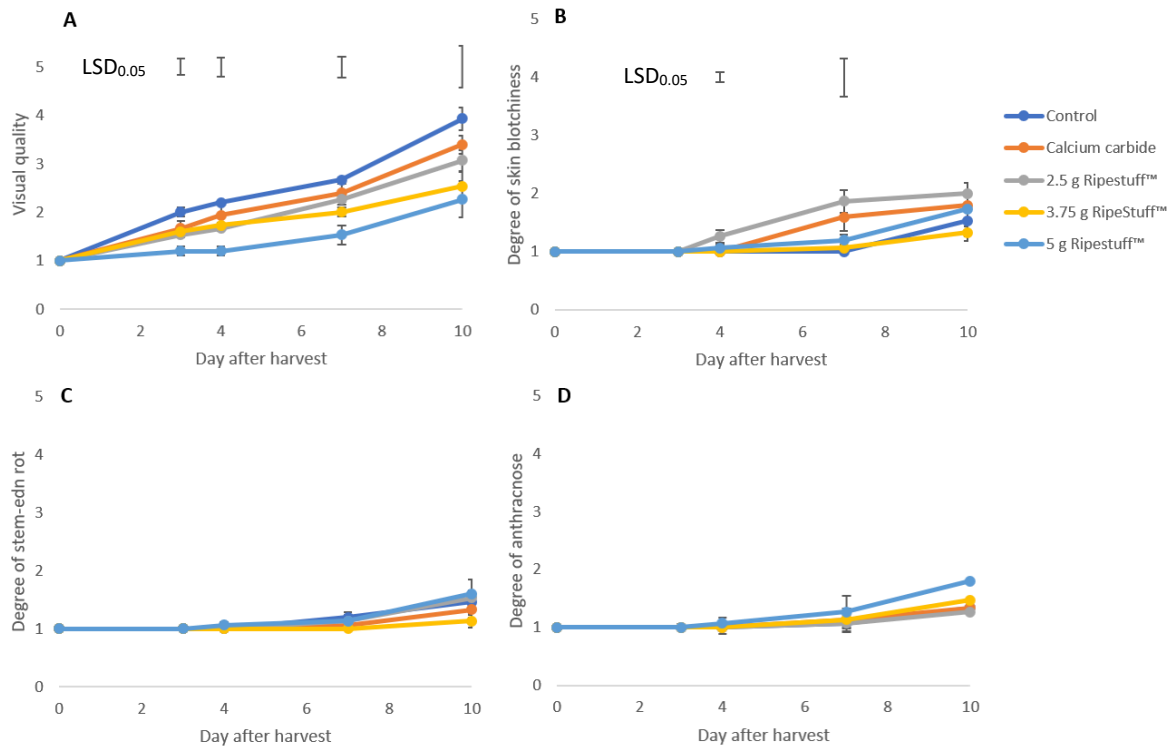 A
Visual quality
5
4
3
2
1
0
LSD0.05
0
2
4
6
8
10
Day after harvest
B
Degree of skin blotchiness
5
4
3
2
1
0
LSD0.05
0
2
4
6
8
10
Day after harvest
Control
Calcium carbide
2.5 g Ripestuff™
3.75 g RipeStuff™
5 g Ripestuff™
C
Degree of stem-edn rot
5
4
3
2
1
0
0
2
4
6
8
10
Day after harvest
D
Degree of anthracnose
5
4
3
2
1
0
0
2
4
6
8
10
Day after harvest